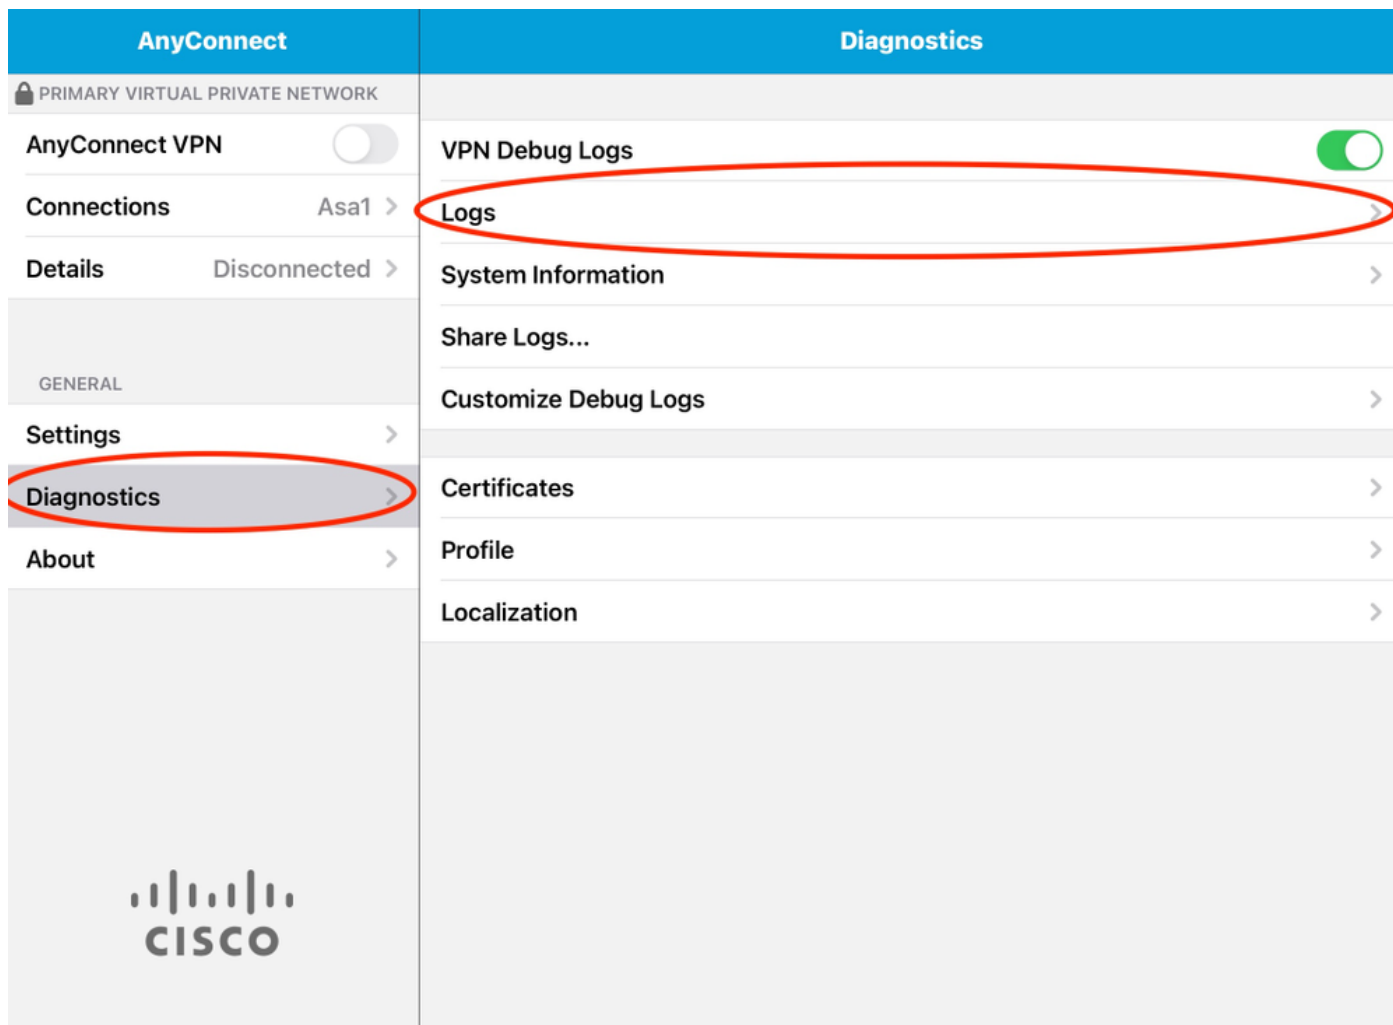 AnyConnect
PRIMARY VIRTUAL PRIVATE NETWORK
AnyConnect VPN
Connections Asa1
Details Disconnected
GENERAL
Settings
Diagnostics
About
CISCO
Diagnostics
VPN Debug Logs
Logs
System Information
Share Logs...
Customize Debug Logs
Certificates
Profile
Localization